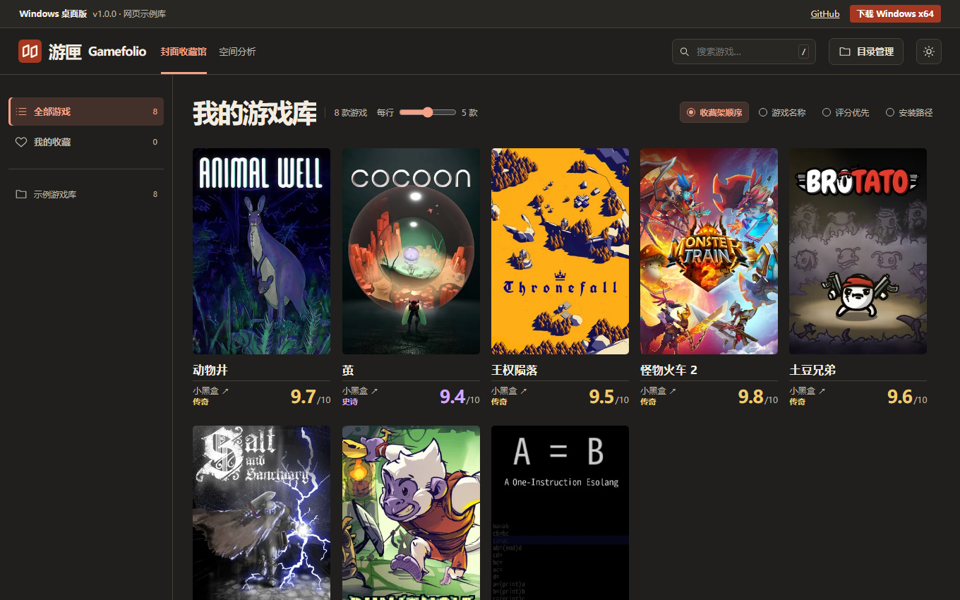 Windows 桌面版 v1.0.0 · 网页示例库
GitHub 下载 Windows x64
游匣 Gamefolio 封面收藏馆 空间分析
搜索游戏... /
目录管理
全部游戏 8
我的收藏 0
示例游戏库 8
我的游戏库 8 款游戏 每行 5 款
收藏架顺序 游戏名称 评分优先 安装路径
ANIMAL WELL
cocoon
Thronefall
MONSTER
TRAIN
BROTATO
动物井
小黑盒 ↗
传奇
9.7/10
茧
小黑盒 ↗
史诗
9.4/10
王权陨落
小黑盒 ↗
传奇
9.5/10
怪物火车 2
小黑盒 ↗
传奇
9.8/10
土豆兄弟
小黑盒 ↗
传奇
9.6/10
Salt
and
Sanctuary
A = B
A One-Instruction Esolang